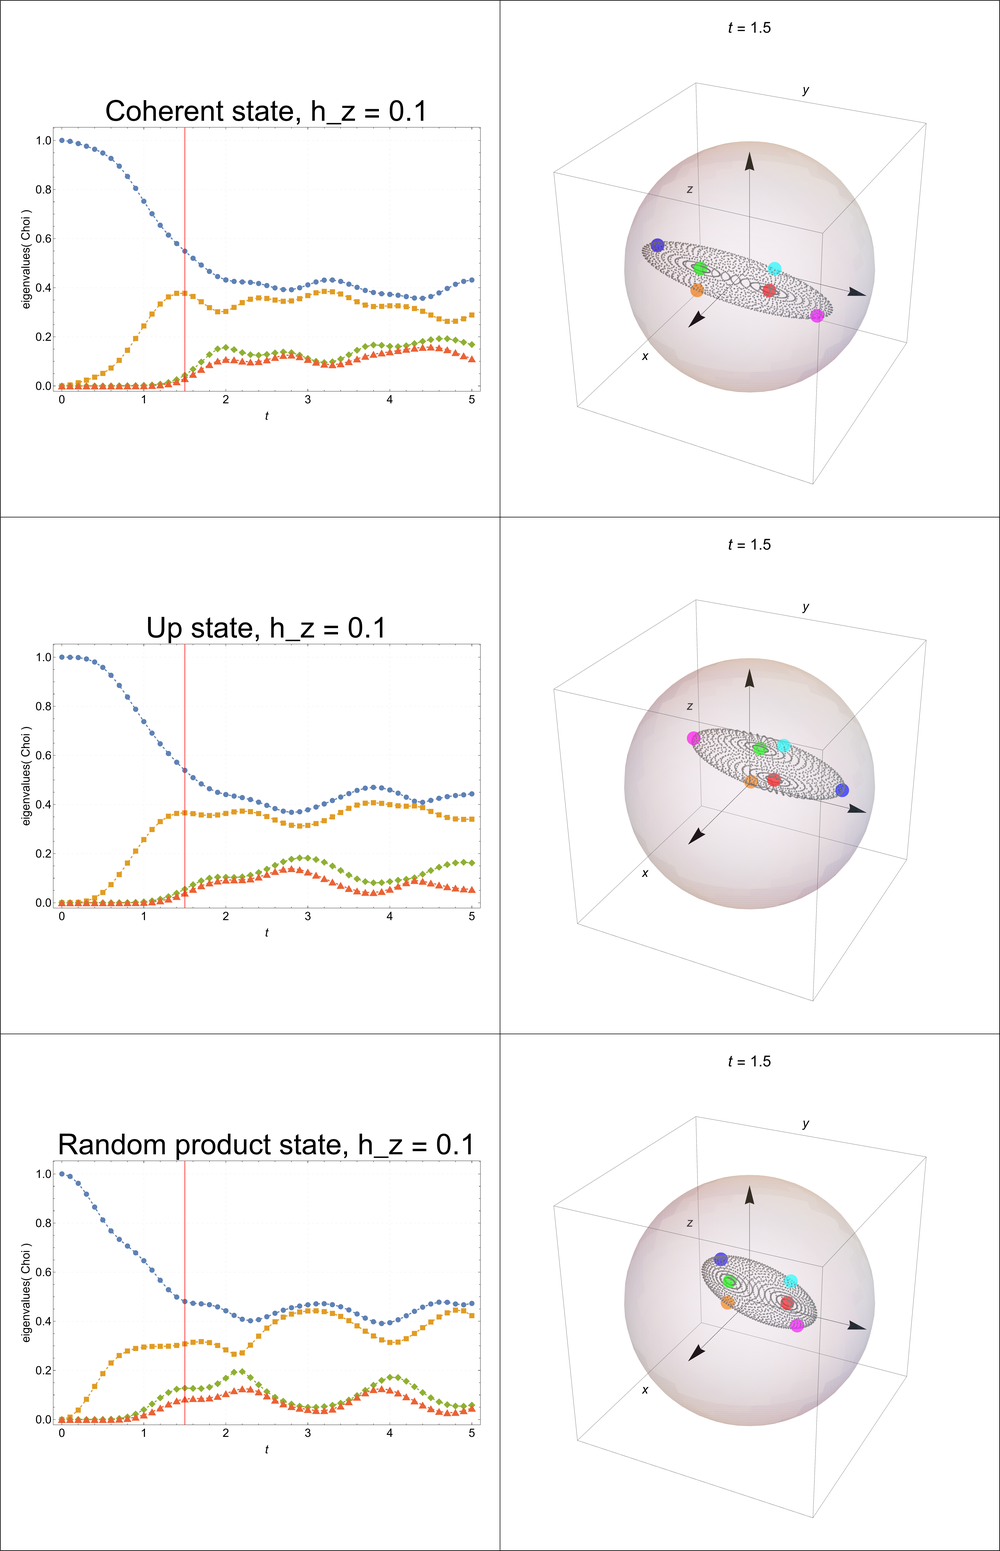 Coherent state, h_z = 0.1
eigenvalues( Choi )
1.0
0.8
0.6
0.4
0.2
0.0
0 1 2 3 4 5
t
t = 1.5
y
z
x
Up state, h_z = 0.1
eigenvalues( Choi )
1.0
0.8
0.6
0.4
0.2
0.0
0 1 2 3 4 5
t
t = 1.5
y
z
x
Random product state, h_z = 0.1
eigenvalues( Choi )
1.0
0.8
0.6
0.4
0.2
0.0
0 1 2 3 4 5
t
t = 1.5
y
z
x